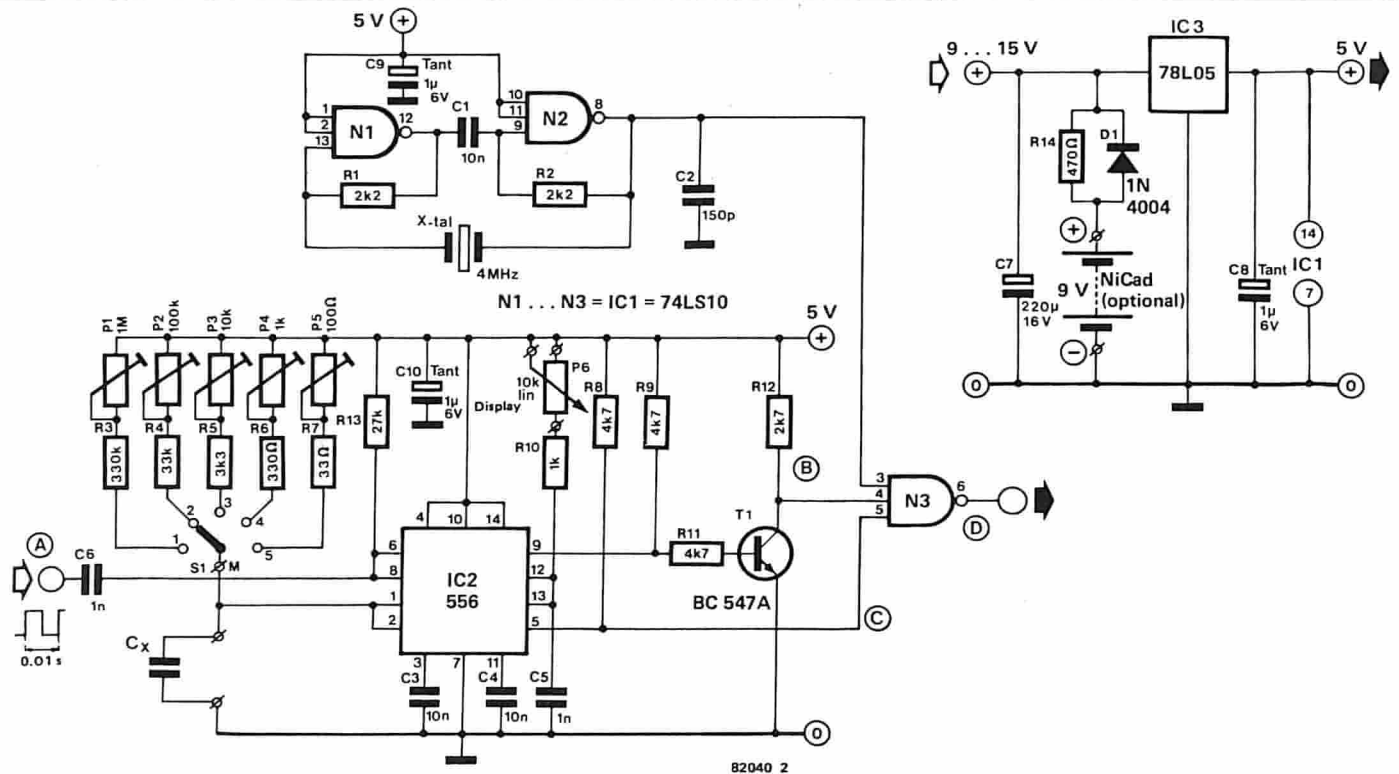 5 V +
C9 Tant
1µ
6V
1
2
13
N1
12
C1
10n
10
11
9
N2
8
R1
2k2
R2
2k2
X-tal
4MHz
C2
150p
N1 . . . N3 = IC1 = 74LS10
9 . . . 15 V
+
IC 3
78L05
5 V
+
R14
470Ω
D1
1N
4004
+
9 V
NiCad
(optional)
−
C7
220µ
16V
C8 Tant
1µ
6V
14
IC1
7
0
0
P1
1M
P2
100k
P3
10k
P4
1k
P5
100Ω
5 V
+
R3
330k
R4
33k
R5
3k3
R6
330Ω
R7
33Ω
R13
27k
C10 Tant
1µ
6V
Display
10k
lin
P6
R10
1k
R8
4k7
R9
4k7
R12
2k7
1
2
3
4
5
S1
M
A
C6
1n
0.01 s
Cx
4
10
14
6
8
1
2
IC2
556
9
12
13
5
3
7
11
C3
10n
C4
10n
C5
1n
R11
4k7
T1
BC 547A
B
C
3
4
5
N3
6
D
0
82040 2